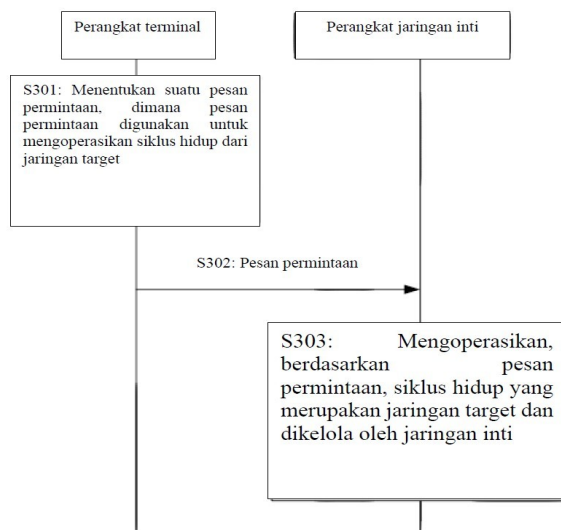 Perangkat terminal
Perangkat jaringan inti
S301: Menentukan suatu pesan
permintaan, dimana pesan
permintaan digunakan untuk
mengoperasikan siklus hidup dari
jaringan target
S302: Pesan permintaan
S303: Mengoperasikan,
berdasarkan pesan
permintaan, siklus hidup yang
merupakan jaringan target dan
dikelola oleh jaringan inti